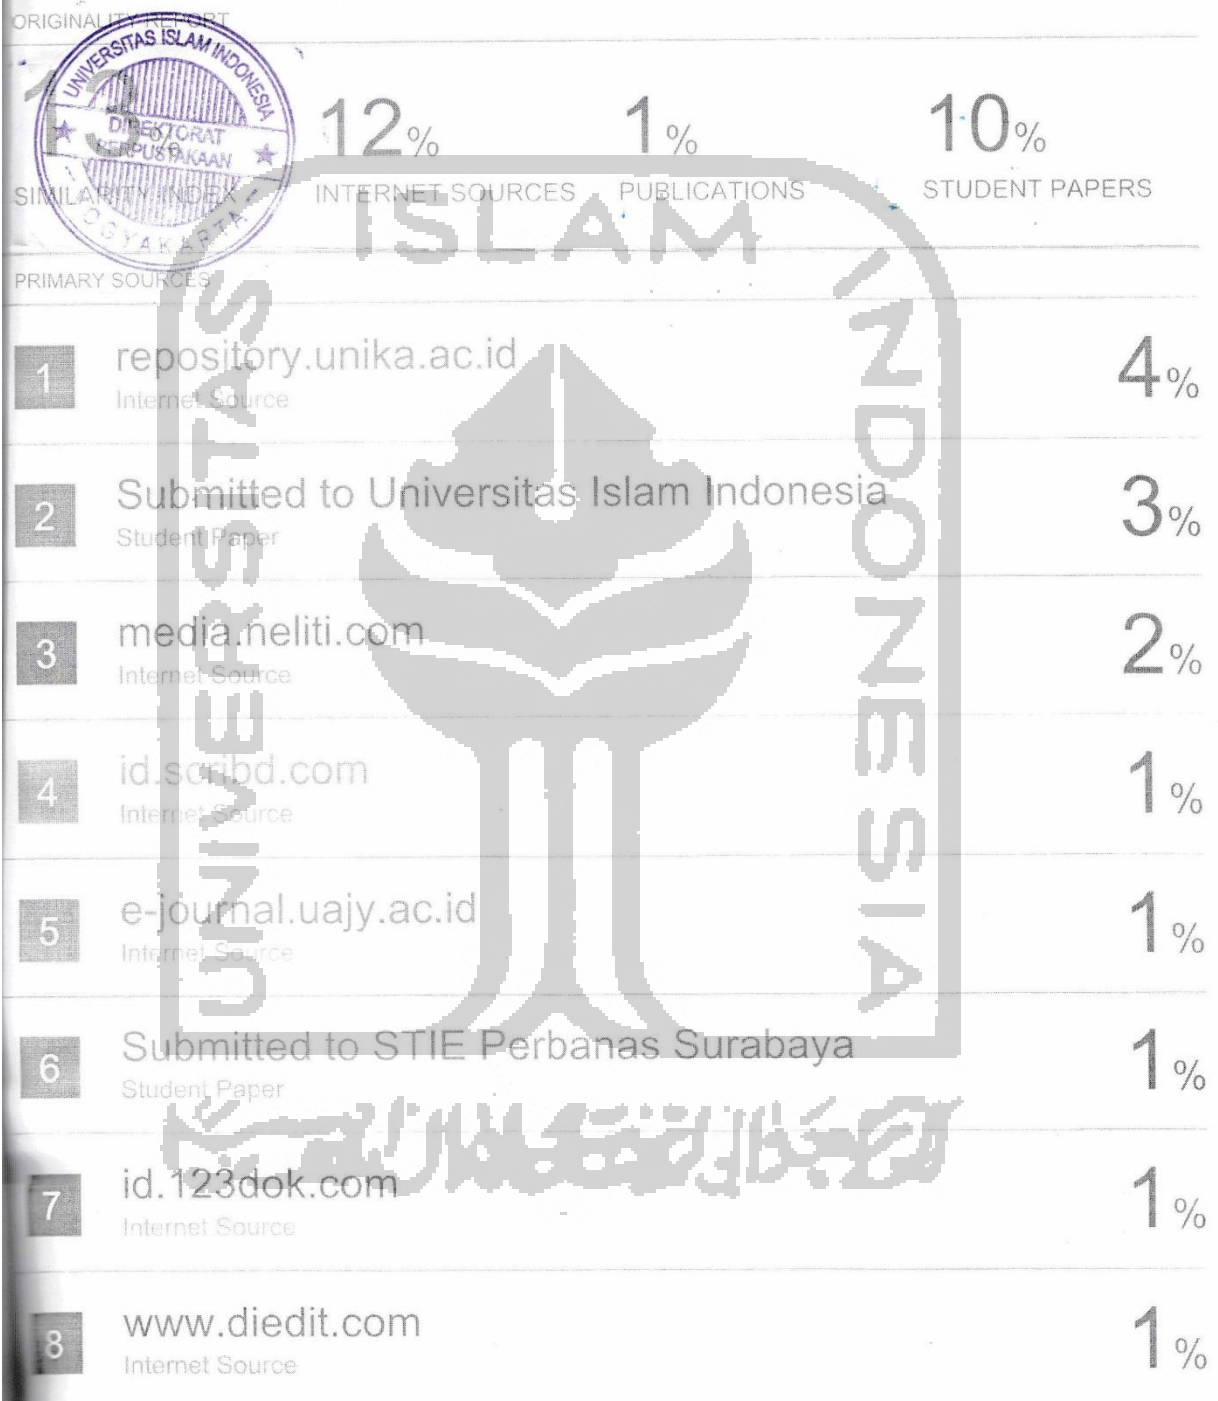 ORIGINALITY REPORT
UNIVERSITAS ISLAM INDONESIA
DIREKTORAT
PERPUSTAKAAN
YOGYAKARTA
13%
SIMILARITY INDEX
12%
INTERNET SOURCES
1%
PUBLICATIONS
10%
STUDENT PAPERS
UNIVERSITAS ISLAM INDONESIA
PRIMARY SOURCES
1 repository.unika.ac.id 4%
Internet Source
2 Submitted to Universitas Islam Indonesia 3%
Student Paper
3 media.neliti.com 2%
Internet Source
4 id.scribd.com 1%
Internet Source
5 e-journal.uajy.ac.id 1%
Internet Source
6 Submitted to STIE Perbanas Surabaya 1%
Student Paper
7 id.123dok.com 1%
Internet Source
8 www.diedit.com 1%
Internet Source